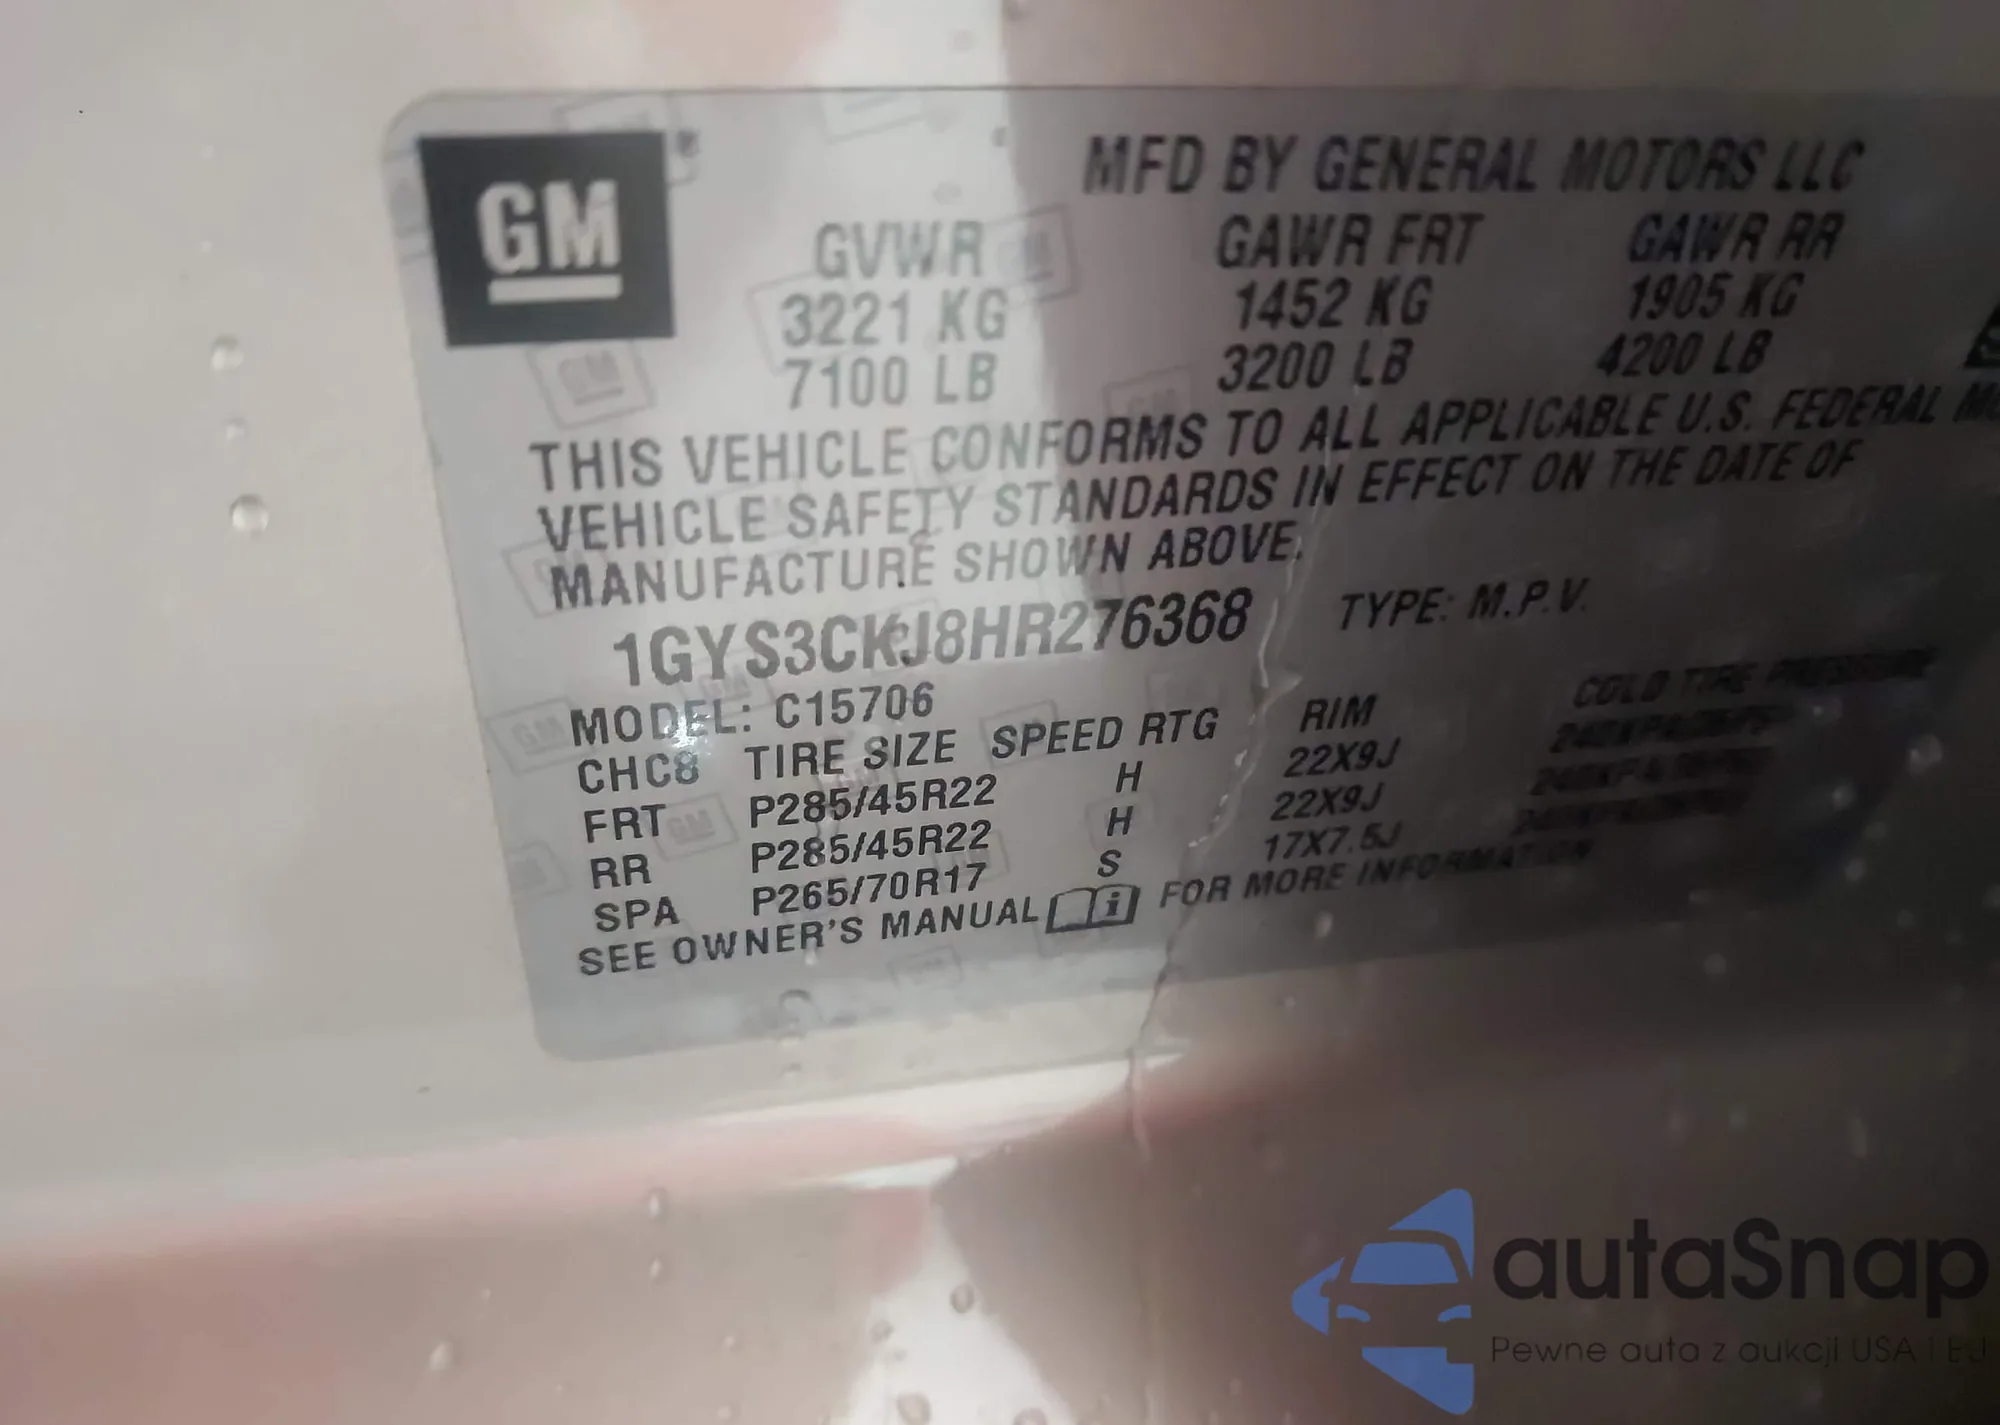 GM
MFD BY GENERAL MOTORS LLC
GVWR GAWR FRT GAWR RR
3221 KG 1452 KG 1905 KG
7100 LB 3200 LB 4200 LB
THIS VEHICLE CONFORMS TO ALL APPLICABLE U.S. FEDERAL
VEHICLE SAFETY STANDARDS IN EFFECT ON THE DATE OF
MANUFACTURE SHOWN ABOVE.
1GYS3CKJ8HR276368 TYPE: M.P.V.
MODEL: C15706
CHC8 TIRE SIZE SPEED RTG RIM COLD TIRE PRESSURE
FRT P285/45R22 H 22X9J
RR P285/45R22 H 22X9J
SPA P265/70R17 S 17X7.5J
SEE OWNER'S MANUAL i FOR MORE INFORMATION
autaSnap
Pewne auta z aukcji USA i EU